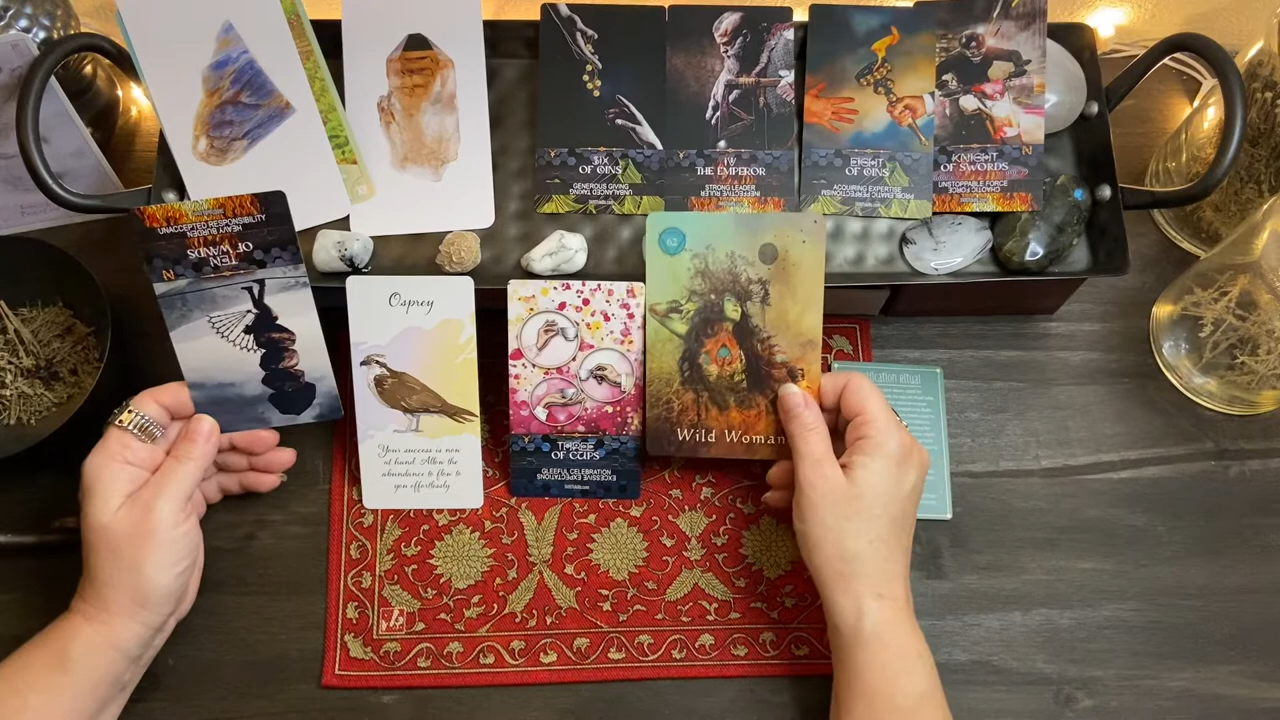 SIX
OF COINS
GENEROUS GIVING
UNBALANCED TAKING
IV
THE EMPEROR
STRONG LEADER
INEFFECTIVE RULER
EIGHT
OF COINS
ACQUIRING EXPERTISE
PROBLEMATIC PERFECTIONISM
KNIGHT
OF SWORDS
N
UNSTOPPABLE FORCE
CHAOTIC FORCE
UNACCEPTED RESPONSIBILITY
HEAVY BURDEN
TEN
OF WANDS
N
Osprey
Your success is now
at hand. Allow the
abundance to flow to
you effortlessly
THREE
OF CUPS
GLEEFUL CELEBRATION
EXCESSIVE EXPECTATIONS
62
Wild Woman
ification Ritual